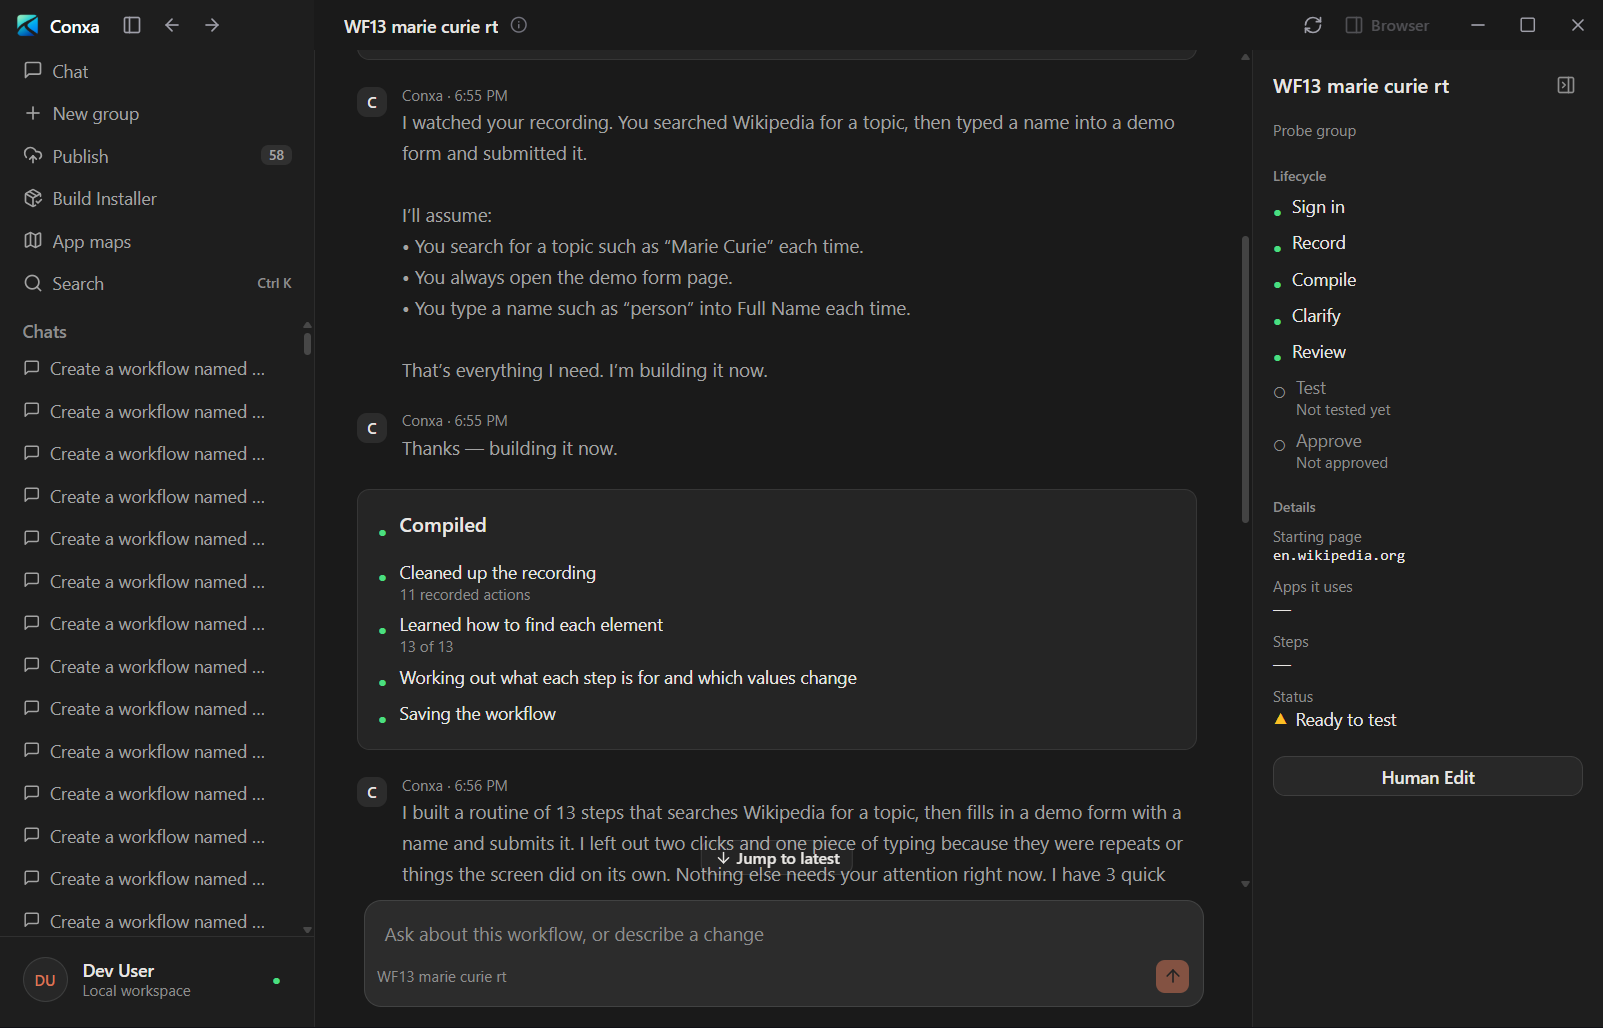 Conxa
Chat
New group
Publish
58
Build Installer
App maps
Search
Ctrl K
Chats
Create a workflow named ...
Create a workflow named ...
Create a workflow named ...
Create a workflow named ...
Create a workflow named ...
Create a workflow named ...
Create a workflow named ...
Create a workflow named ...
Create a workflow named ...
Create a workflow named ...
Create a workflow named ...
Create a workflow named ...
Create a workflow named ...
Create a workflow named ...
DU
Dev User
Local workspace
WF13 marie curie rt
Browser
C
Conxa · 6:55 PM
I watched your recording. You searched Wikipedia for a topic, then typed a name into a demo
form and submitted it.
I’ll assume:
• You search for a topic such as “Marie Curie” each time.
• You always open the demo form page.
• You type a name such as “person” into Full Name each time.
That’s everything I need. I’m building it now.
C
Conxa · 6:55 PM
Thanks — building it now.
Compiled
Cleaned up the recording
11 recorded actions
Learned how to find each element
13 of 13
Working out what each step is for and which values change
Saving the workflow
C
Conxa · 6:56 PM
I built a routine of 13 steps that searches Wikipedia for a topic, then fills in a demo form with a
name and submits it. I left out two clicks and one piece of typing because they were repeats or
things the screen did on its own. Nothing else needs your attention right now. I have 3 quick
Jump to latest
Ask about this workflow, or describe a change
WF13 marie curie rt
WF13 marie curie rt
Probe group
Lifecycle
Sign in
Record
Compile
Clarify
Review
Test
Not tested yet
Approve
Not approved
Details
Starting page
en.wikipedia.org
Apps it uses
—
Steps
—
Status
Ready to test
Human Edit